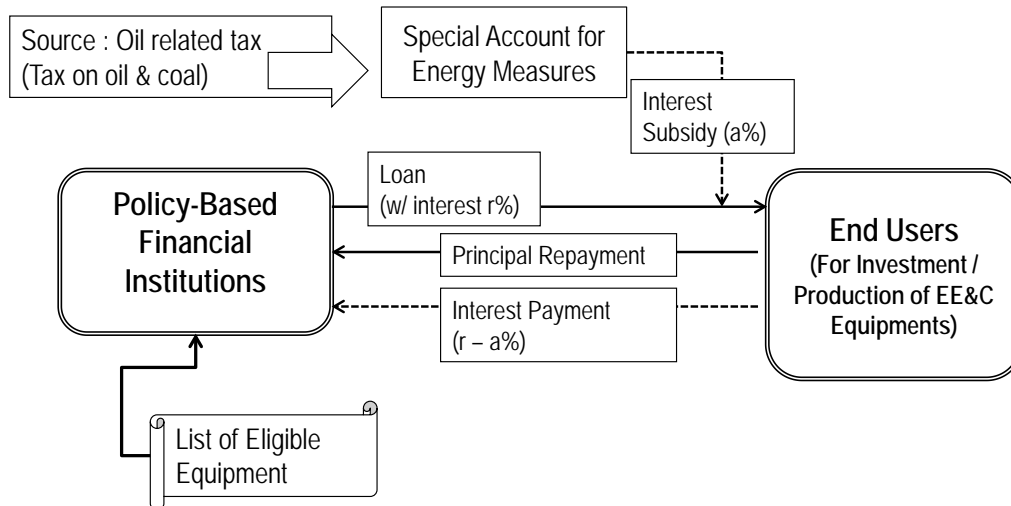 Source : Oil related tax
(Tax on oil & coal)
Special Account for
Energy Measures
Interest
Subsidy (a%)
Loan
(w/ interest r%)
Policy-Based
Financial
Institutions
Principal Repayment
Interest Payment
(r – a%)
End Users
(For Investment /
Production of EE&C
Equipments)
List of Eligible
Equipment